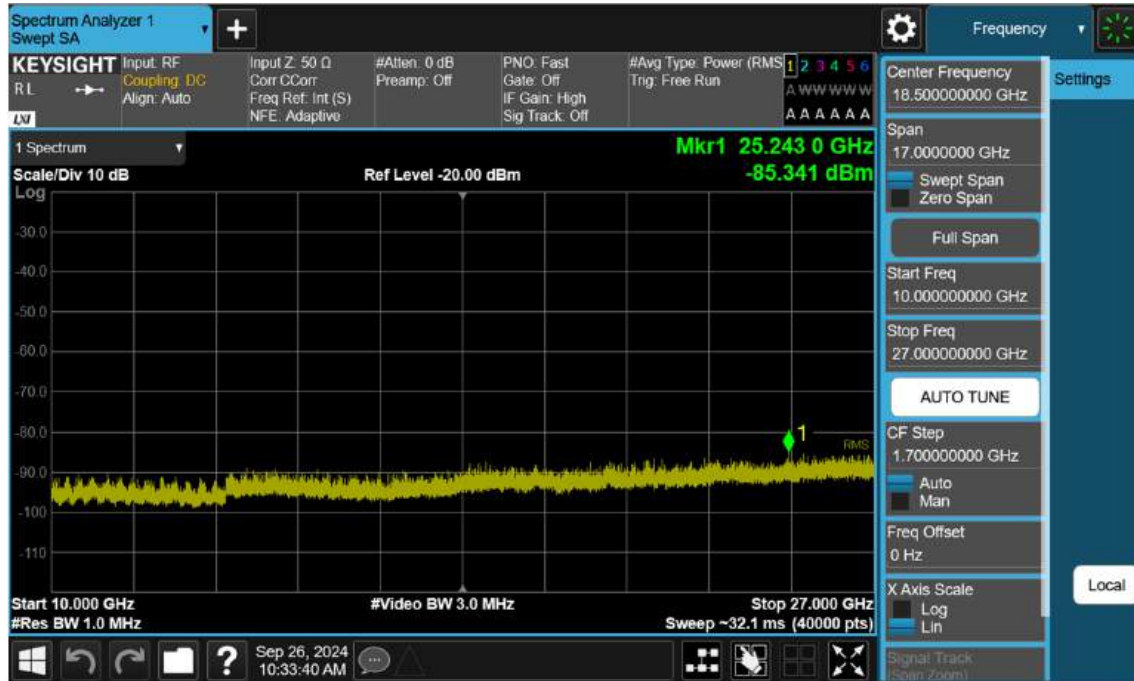 Spectrum Analyzer 1
Swept SA
Frequency
KEYSIGHT
RL
LXI
Input: RF
Coupling: DC
Align: Auto
Input Z: 50 Ω
Corr CCorr
Freq Ref: Int (S)
NFE: Adaptive
#Atten: 0 dB
Preamp: Off
PNO: Fast
Gate: Off
IF Gain: High
Sig Track: Off
#Avg Type: Power (RMS
Trig: Free Run
1 2 3 4 5 6
A W W W W W
A A A A A A
1 Spectrum
Scale/Div 10 dB
Ref Level -20.00 dBm
Mkr1 25.243 0 GHz
-85.341 dBm
Log
-30.0
-40.0
-50.0
-60.0
-70.0
-80.0
-90.0
-100
-110
1
RMS
Start 10.000 GHz
#Video BW 3.0 MHz
Stop 27.000 GHz
#Res BW 1.0 MHz
Sweep ~32.1 ms (40000 pts)
Center Frequency
18.500000000 GHz
Settings
Span
17.0000000 GHz
Swept Span
Zero Span
Full Span
Start Freq
10.000000000 GHz
Stop Freq
27.000000000 GHz
AUTO TUNE
CF Step
1.700000000 GHz
Auto
Man
Freq Offset
0 Hz
X Axis Scale
Log
Lin
Local
Signal Track
(Span Zoom)
?
Sep 26, 2024
10:33:40 AM